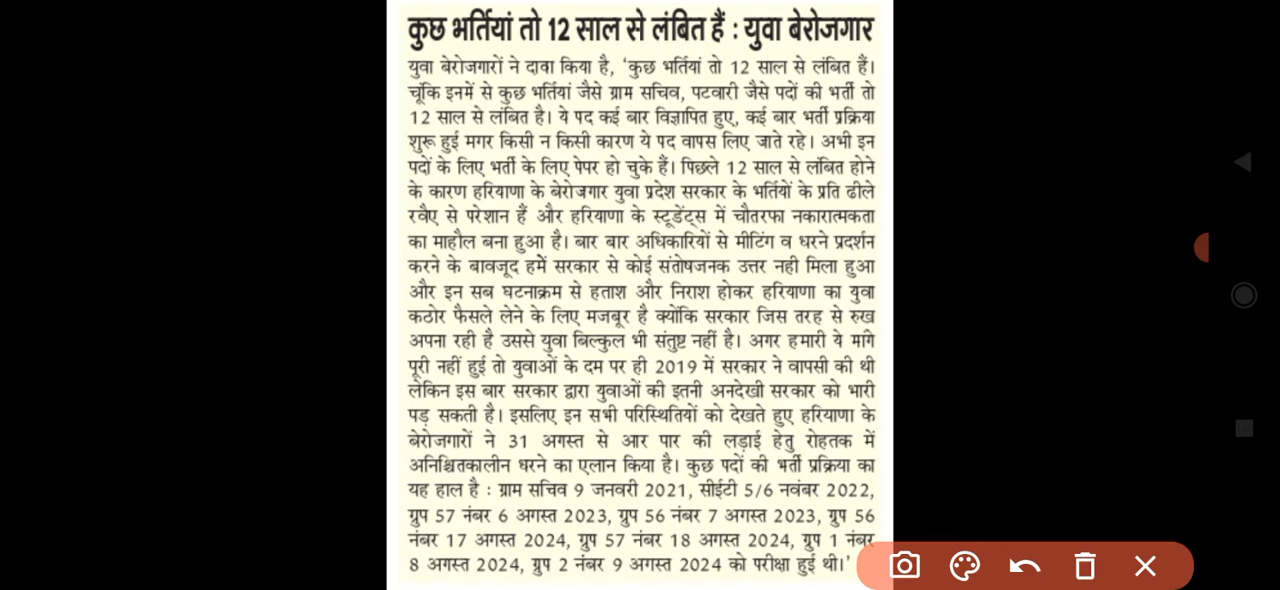 कुछ भर्तियां तो 12 साल से लंबित हैं : युवा बेरोजगार
युवा बेरोजगारों ने दावा किया है, ‘कुछ भर्तियां तो 12 साल से लंबित हैं।
चूंकि इनमें से कुछ भर्तियां जैसे ग्राम सचिव, पटवारी जैसे पदों की भर्ती तो
12 साल से लंबित है। ये पद कई बार विज्ञापित हुए, कई बार भर्ती प्रक्रिया
शुरू हुई मगर किसी न किसी कारण ये पद वापस लिए जाते रहे। अभी इन
पदों के लिए भर्ती के लिए पेपर हो चुके हैं। पिछले 12 साल से लंबित होने
के कारण हरियाणा के बेरोजगार युवा प्रदेश सरकार के भर्तियों के प्रति ढीले
रवैए से परेशान हैं और हरियाणा के स्टूडेंट्स में चौतरफा नकारात्मकता
का माहौल बना हुआ है। बार बार अधिकारियों से मीटिंग व धरने प्रदर्शन
करने के बावजूद हमें सरकार से कोई संतोषजनक उत्तर नही मिला हुआ
और इन सब घटनाक्रम से हताश और निराश होकर हरियाणा का युवा
कठोर फैसले लेने के लिए मजबूर है क्योंकि सरकार जिस तरह से रुख
अपना रही है उससे युवा बिल्कुल भी संतुष्ट नहीं है। अगर हमारी ये मांगे
पूरी नहीं हुई तो युवाओं के दम पर ही 2019 में सरकार ने वापसी की थी
लेकिन इस बार सरकार द्वारा युवाओं की इतनी अनदेखी सरकार को भारी
पड़ सकती है। इसलिए इन सभी परिस्थितियों को देखते हुए हरियाणा के
बेरोजगारों ने 31 अगस्त से आर पार की लड़ाई हेतु रोहतक में
अनिश्चितकालीन धरने का एलान किया है। कुछ पदों की भर्ती प्रक्रिया का
यह हाल है : ग्राम सचिव 9 जनवरी 2021, सीईटी 5/6 नवंबर 2022,
ग्रुप 57 नंबर 6 अगस्त 2023, ग्रुप 56 नंबर 7 अगस्त 2023, ग्रुप 56
नंबर 17 अगस्त 2024, ग्रुप 57 नंबर 18 अगस्त 2024, ग्रुप 1 नंबर
8 अगस्त 2024, ग्रुप 2 नंबर 9 अगस्त 2024 को परीक्षा हुई थी।’